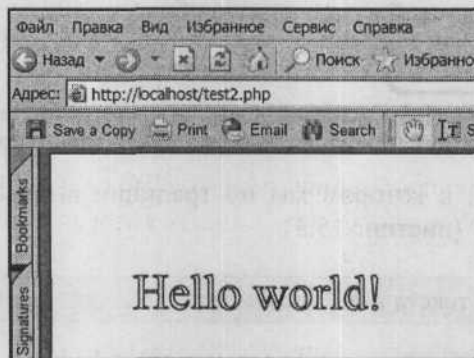 Файл Правка Вид Избранное Сервис Справка
Назад Поиск Избранно
Адрес: http://localhost/test2.php
Save a Copy Print Email Search S
Bookmarks
Signatures
Hello world!